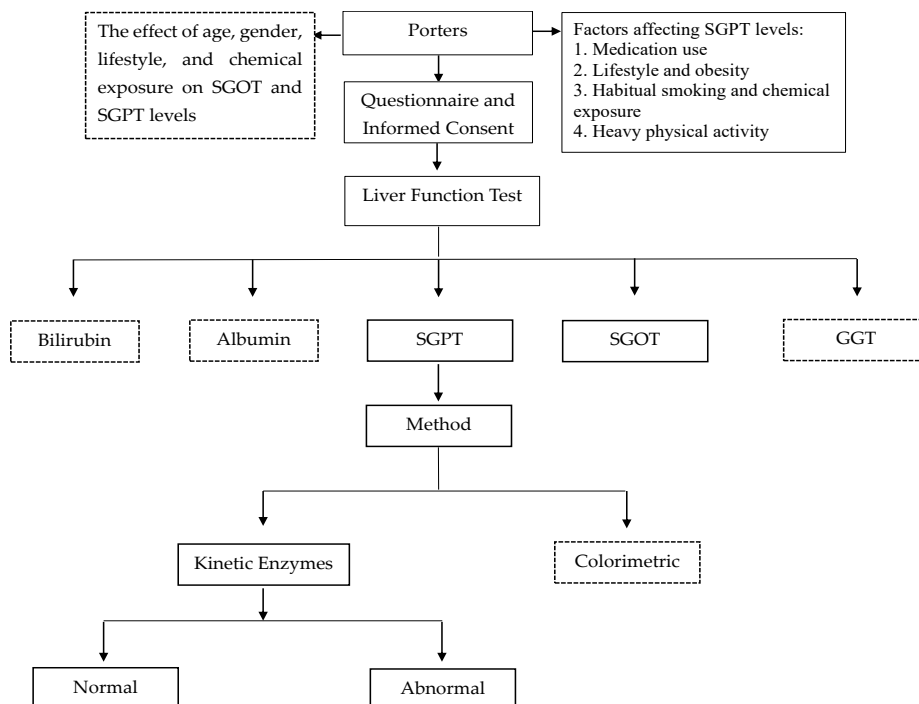 The effect of age, gender,
lifestyle, and chemical
exposure on SGOT and
SGPT levels
Porters
Factors affecting SGPT levels:
1. Medication use
2. Lifestyle and obesity
3. Habitual smoking and chemical
exposure
4. Heavy physical activity
Questionnaire and
Informed Consent
Liver Function Test
Bilirubin
Albumin
SGPT
SGOT
GGT
Method
Kinetic Enzymes
Colorimetric
Normal
Abnormal